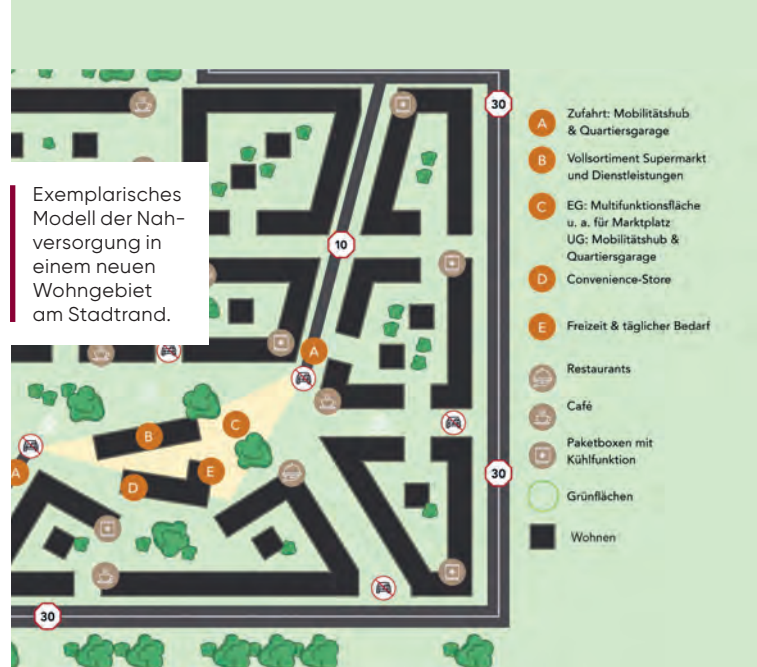 Exemplarisches
Modell der Nah-
versorgung in
einem neuen
Wohngebiet
am Stadtrand.
30
10
A
B
C
E
D
A
30
30
A
Zufahrt: Mobilitätshub
& Quartiersgarage
B
Vollsortiment Supermarkt
und Dienstleistungen
C
EG: Multifunktionsfläche
u. a. für Marktplatz
UG: Mobilitätshub &
Quartiersgarage
D
Convenience-Store
E
Freizeit & täglicher Bedarf
Restaurants
Café
Paketboxen mit
Kühlfunktion
Grünflächen
Wohnen